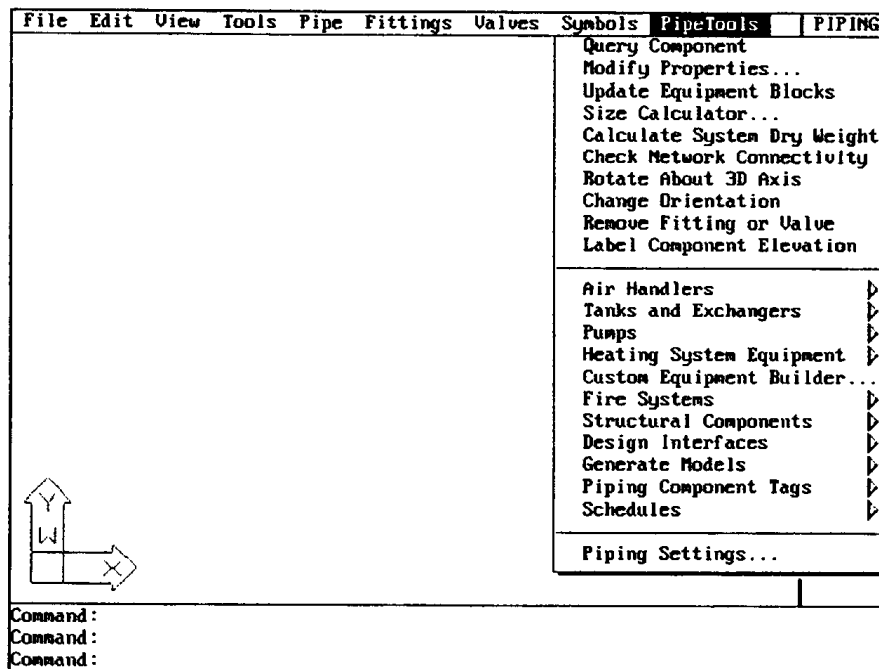 File Edit View Tools Pipe Fittings Valves Symbols PipeTools PIPING
Query Component
Modify Properties...
Update Equipment Blocks
Size Calculator...
Calculate System Dry Weight
Check Network Connectivity
Rotate About 3D Axis
Change Orientation
Remove Fitting or Valve
Label Component Elevation
Air Handlers
Tanks and Exchangers
Pumps
Heating System Equipment
Custom Equipment Builder...
Fire Systems
Structural Components
Design Interfaces
Generate Models
Piping Component Tags
Schedules
Piping Settings...
Y
W
X
Command:
Command:
Command: